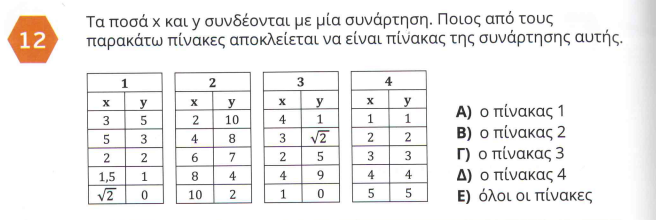 12
Τα ποσά x και y συνδέονται με μία συνάρτηση. Ποιος από τους
παρακάτω πίνακες αποκλείεται να είναι πίνακας της συνάρτησης αυτής.
1
x y
3 5
5 3
2 2
1,5 1
√2 0
2
x y
2 10
4 8
6 7
8 4
10 2
3
x y
4 1
3 √2
2 5
4 9
1 0
4
x y
1 1
2 2
3 3
4 4
5 5
Α) ο πίνακας 1
Β) ο πίνακας 2
Γ) ο πίνακας 3
Δ) ο πίνακας 4
Ε) όλοι οι πίνακες